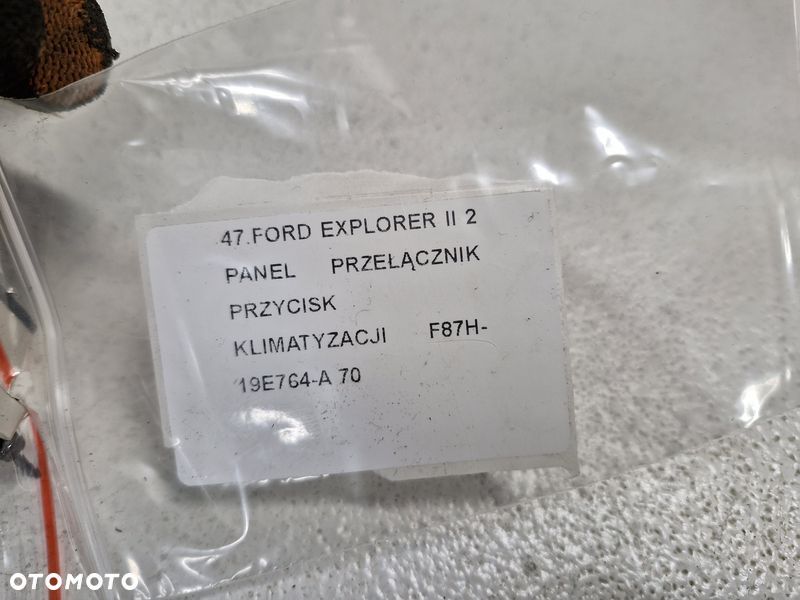 47.FORD EXPLORER II 2
PANEL PRZEŁĄCZNIK
PRZYCISK
KLIMATYZACJI F87H-
19E764-A 70
OTOMOTO